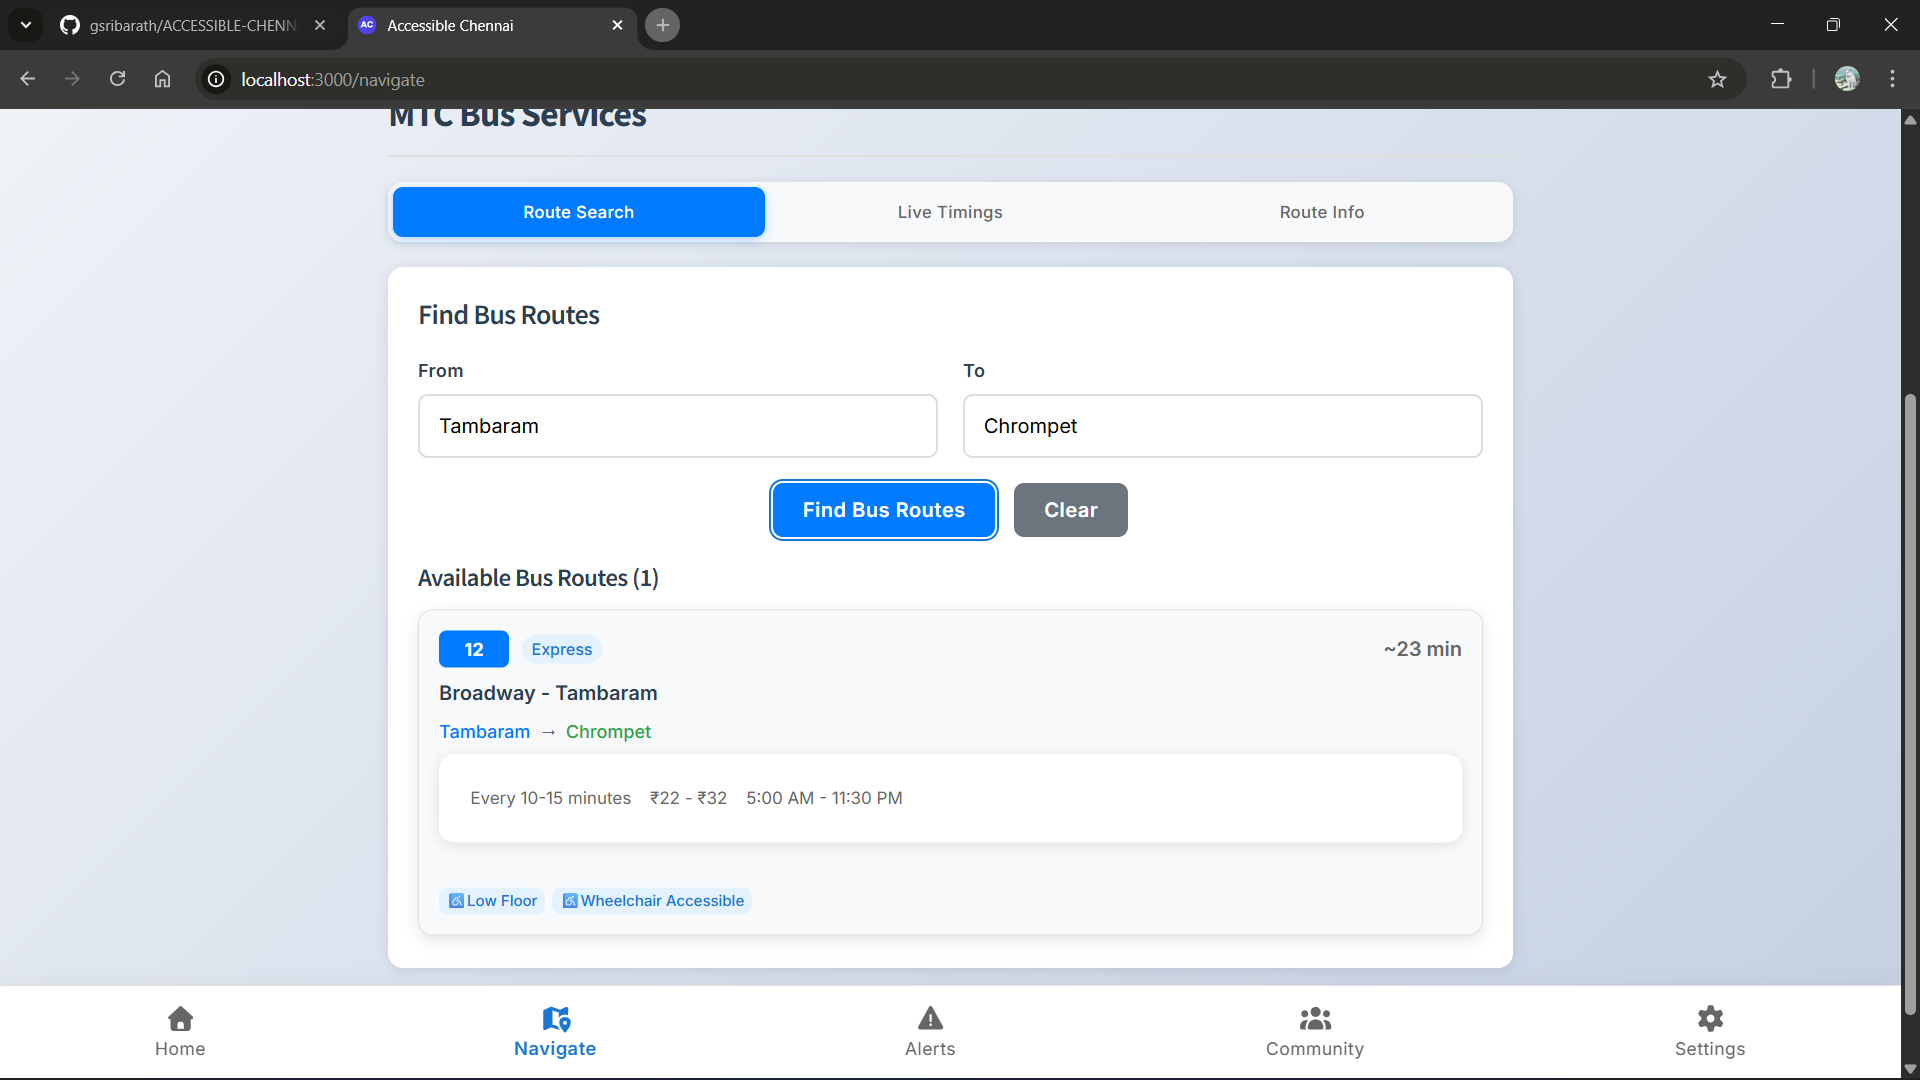 gsribarath/ACCESSIBLE-CHENN
AC Accessible Chennai
localhost:3000/navigate
MTC Bus Services
Route Search Live Timings Route Info
Find Bus Routes
From To
Tambaram Chrompet
Find Bus Routes Clear
Available Bus Routes (1)
12 Express ~23 min
Broadway - Tambaram
Tambaram → Chrompet
Every 10-15 minutes ₹22 - ₹32 5:00 AM - 11:30 PM
♿Low Floor ♿Wheelchair Accessible
Home Navigate Alerts Community Settings